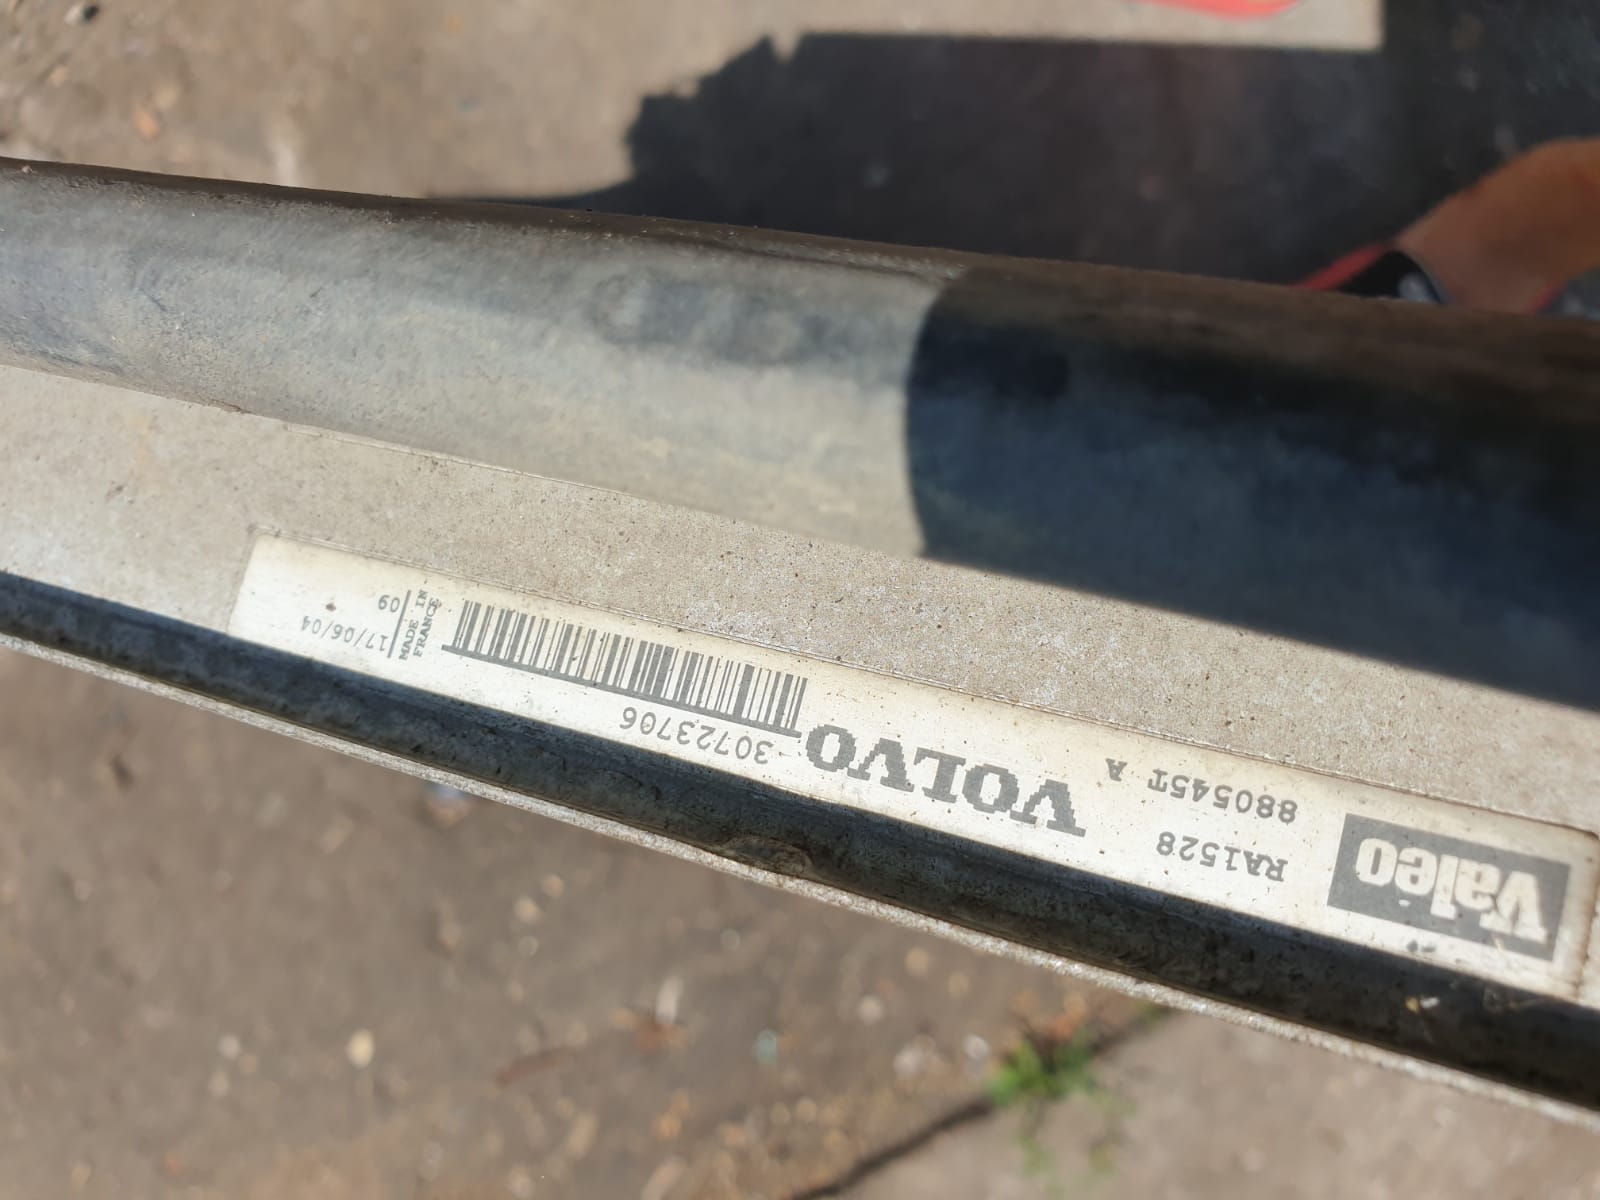 Valeo
RA1528
880545T A
VOLVO
30723706
MADE IN
FRANCE
17/06/04
09